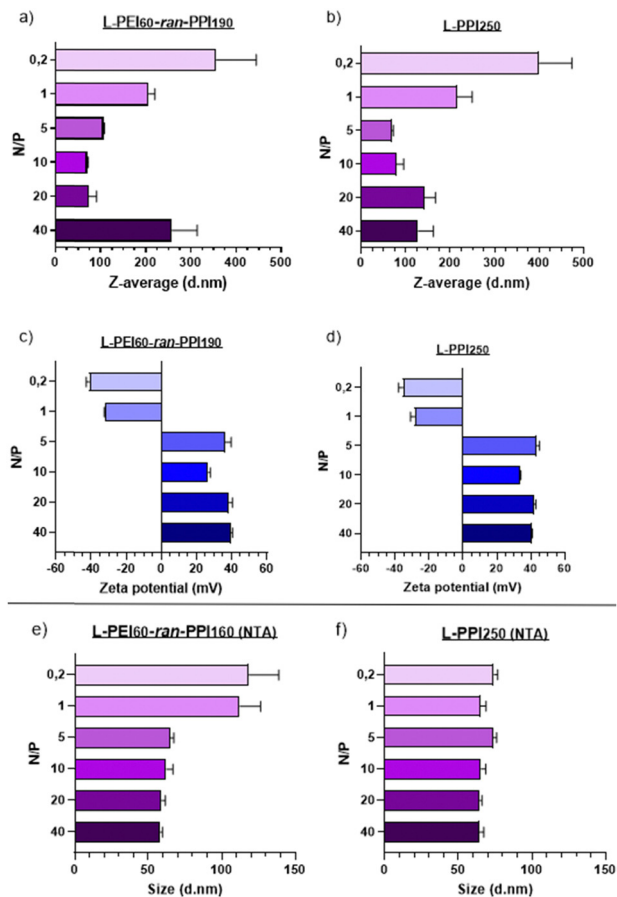 a) L-PEI60-ran-PPI190
N/P
0,2
1
5
10
20
40
0 100 200 300 400 500
Z-average (d.nm)
b) L-PPI250
N/P
0,2
1
5
10
20
40
0 100 200 300 400 500
Z-average (d.nm)
c) L-PEI60-ran-PPI190
0,2
1
5
10
20
40
-60 -40 -20 0 20 40 60
Zeta potential (mV)
d) L-PPI250
0,2
1
5
10
20
40
-60 -40 -20 0 20 40 60
Zeta potential (mV)
e) L-PEI60-ran-PPI160 (NTA)
N/P
0,2
1
5
10
20
40
0 50 100 150
Size (d.nm)
f) L-PPI250 (NTA)
N/P
0,2
1
5
10
20
40
0 50 100 150
Size (d.nm)